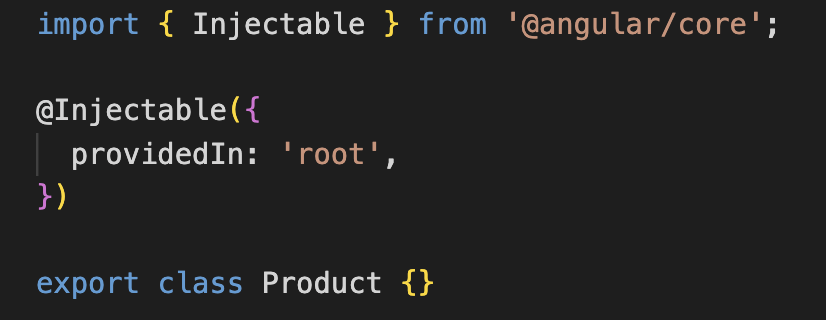 import { Injectable } from '@angular/core';
@Injectable({
  providedIn: 'root',
})
export class Product {}